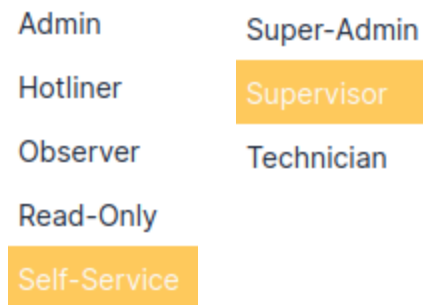 Admin
Hotliner
Observer
Read-Only
Self-Service
Super-Admin
Supervisor
Technician